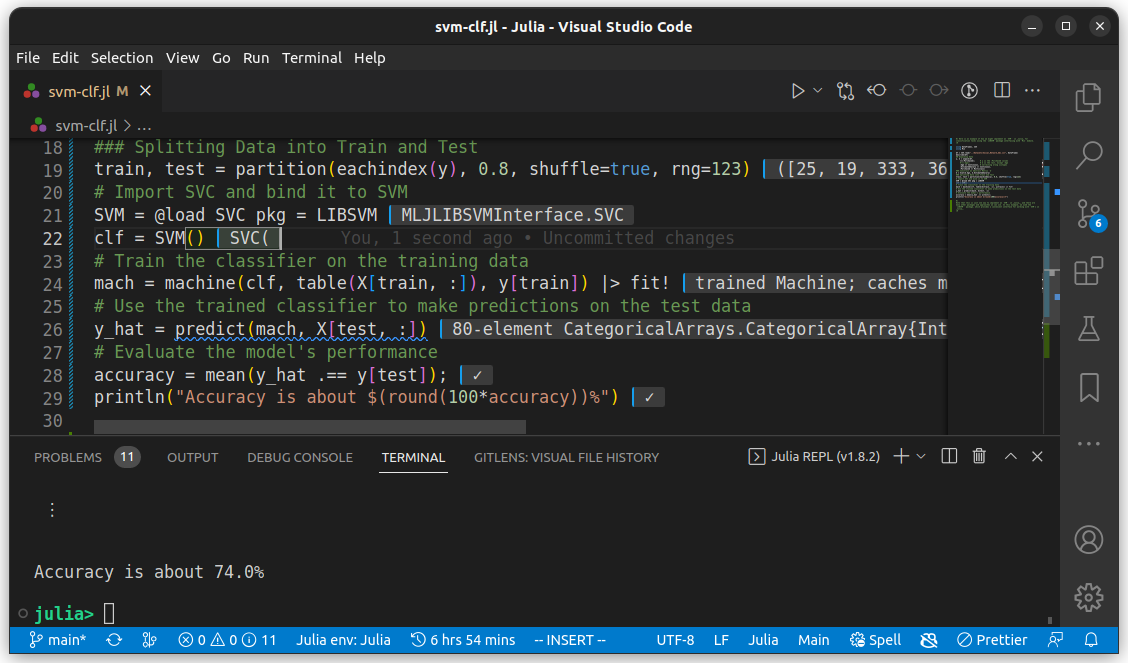 svm-clf.jl - Julia - Visual Studio Code
File Edit Selection View Go Run Terminal Help
svm-clf.jl M
svm-clf.jl > ...
18 ### Splitting Data into Train and Test
19 train, test = partition(eachindex(y), 0.8, shuffle=true, rng=123) ([25, 19, 333, 36
20 # Import SVC and bind it to SVM
21 SVM = @load SVC pkg = LIBSVM MLJLIBSVMInterface.SVC
22 clf = SVM() SVC( You, 1 second ago • Uncommitted changes
23 # Train the classifier on the training data
24 mach = machine(clf, table(X[train, :]), y[train]) |> fit! trained Machine; caches m
25 # Use the trained classifier to make predictions on the test data
26 y_hat = predict(mach, X[test, :]) 80-element CategoricalArrays.CategoricalArray{Int
27 # Evaluate the model's performance
28 accuracy = mean(y_hat .== y[test]); ✓
29 println("Accuracy is about $(round(100*accuracy))%") ✓
30
6
PROBLEMS 11 OUTPUT DEBUG CONSOLE TERMINAL GITLENS: VISUAL FILE HISTORY Julia REPL (v1.8.2)
⋮
Accuracy is about 74.0%
julia>
main* 0 0 11 Julia env: Julia 6 hrs 54 mins -- INSERT -- UTF-8 LF Julia Main Spell Prettier